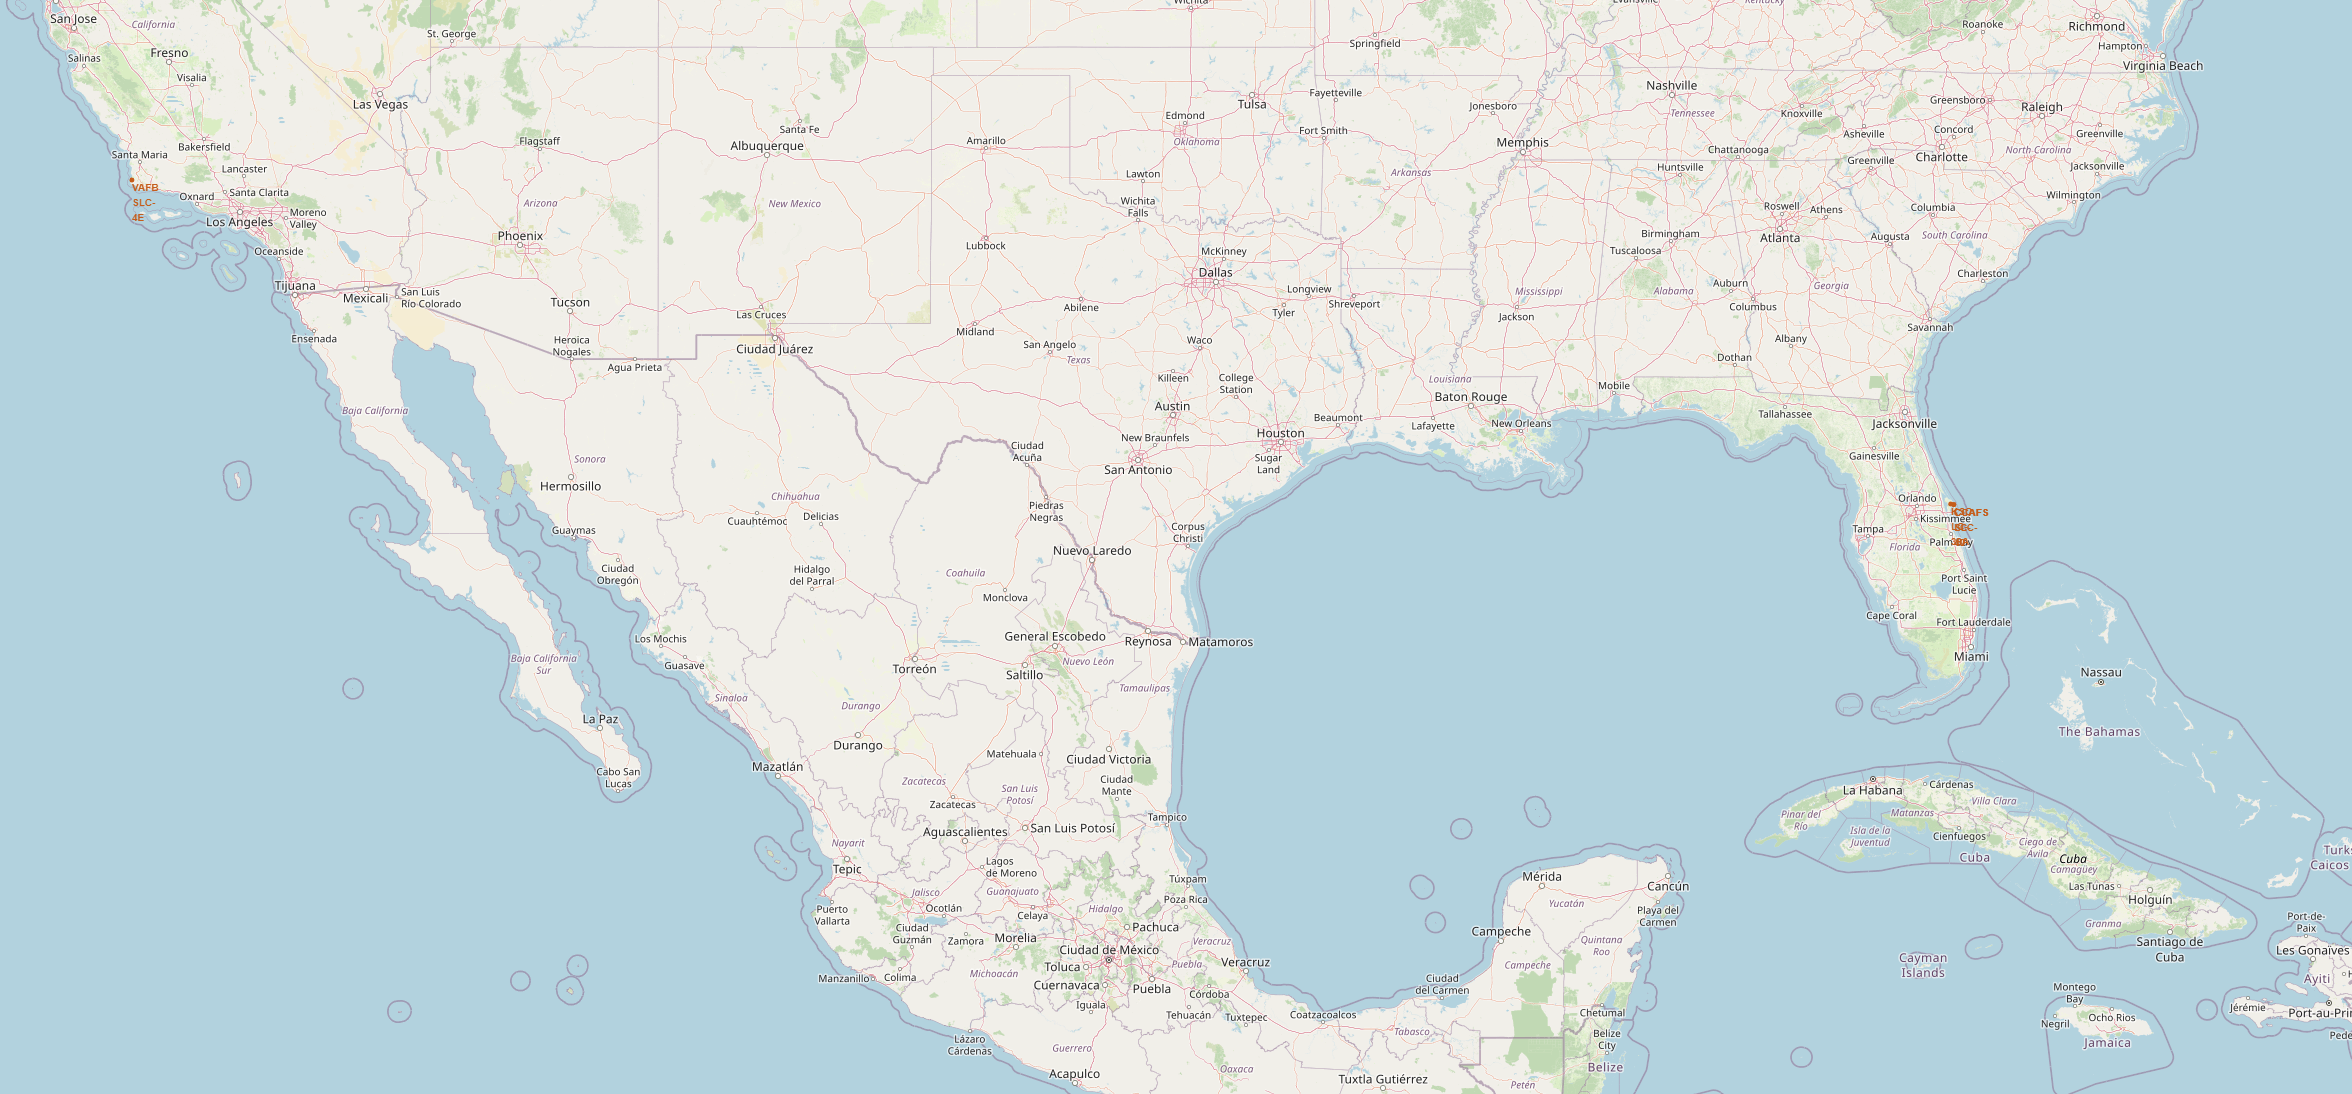 Wichita
Evansville
Kentucky
San Jose
California
St. George
Roanoke
Richmond
Springfield
Hampton
Fresno
Salinas
Virginia Beach
Visalia
Nashville
Las Vegas
Tulsa
Fayetteville
Jonesboro
Greensboro
Raleigh
Tennessee
Knoxville
Edmond
Santa Fe
Fort Smith
Asheville
Concord
Greenville
Bakersfield
Flagstaff
Albuquerque
Amarillo
Oklahoma
Memphis
Chattanooga
Charlotte
North Carolina
Santa Maria
Lancaster
Huntsville
Greenville
Jacksonville
Lawton
Arkansas
VAFB
SLC-
4E
Oxnard
Santa Clarita
Wilmington
Arizona
New Mexico
Wichita
Falls
Roswell
Athens
Columbia
Los Angeles
Moreno
Valley
Phoenix
Birmingham
Atlanta
Augusta
South Carolina
Lubbock
McKinney
Tuscaloosa
Oceanside
Dallas
Charleston
Tijuana
Mexicali
San Luis
Río Colorado
Tucson
Longview
Shreveport
Mississippi
Alabama
Auburn
Georgia
Las Cruces
Abilene
Tyler
Jackson
Columbus
Ensenada
Heroica
Nogales
Ciudad Juárez
Midland
San Angelo
Texas
Waco
Albany
Savannah
Dothan
Agua Prieta
Killeen
College
Station
Louisiana
Mobile
Baja California
Austin
Baton Rouge
Beaumont
Tallahassee
New Braunfels
Houston
Lafayette
New Orleans
Jacksonville
Ciudad
Acuña
Sonora
San Antonio
Sugar
Land
Gainesville
Hermosillo
Chihuahua
Orlando
Piedras
Negras
Cuauhtémoc
Delicias
Kissimmee
CCAFS
SLC-
Guaymas
Corpus
Christi
Tampa
Florida
Palm Bay
Nuevo Laredo
Ciudad
Obregón
Hidalgo
del Parral
Coahuila
Port Saint
Lucie
Monclova
Cape Coral
Fort Lauderdale
Los Mochis
General Escobedo
Reynosa
Matamoros
Miami
Baja California
Sur
Guasave
Torreón
Nuevo León
Saltillo
Nassau
Sinaloa
Durango
Tamaulipas
La Paz
The Bahamas
Durango
Matehuala
Ciudad Victoria
Mazatlán
Cabo San
Lucas
Zacatecas
San Luis
Potosí
Ciudad
Mante
La Habana
Cárdenas
Zacatecas
Villa Clara
Pinar del
Río
Matanzas
Tampico
Aguascalientes
San Luis Potosí
Isla de la
Juventud
Cienfuegos
Nayarit
Ciego de
Ávila
Turks
Caicos
Cuba
Cuba
Tepic
Lagos
de Moreno
Camagüey
Túxpam
Mérida
Cancún
Las Tunas
Jalisco
Guanajuato
Poza Rica
Yucatán
Holguín
Puerto
Vallarta
Ocotlán
Celaya
Hidalgo
Playa del
Carmen
Port-de-
Paix
Ciudad
Guzmán
Zamora
Morelia
Pachuca
Campeche
Granma
Veracruz
Quintana
Roo
Santiago de
Cuba
Les Gonaïves
Ciudad de México
Toluca
Puebla
Veracruz
Campeche
Cayman
Islands
Manzanillo
Colima
Michoacán
Ciudad
del Carmen
Ayiti
Cuernavaca
Puebla
Córdoba
Montego
Bay
Iguala
Tehuacán
Tuxtepec
Coatzacoalcos
Chetumal
Jérémie
Negril
Ocho Rios
Port-au-Prin
Lázaro
Cárdenas
Guerrero
Tabasco
Belize
City
Jamaica
Acapulco
Oaxaca
Tuxtla Gutiérrez
Petén
Belize